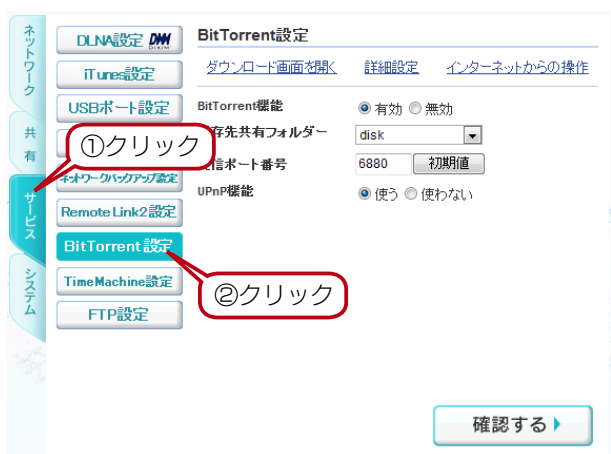 ネットワーク
共有
サービス
システム
DLNA設定
iTunes設定
USBポート設定
①クリック
ネットワークバックアップ設定
Remote Link2設定
BitTorrent設定
TimeMachine設定
FTP設定
②クリック
BitTorrent設定
ダウンロード画面を開く 詳細設定 インターネットからの操作
BitTorrent機能 有効 無効
存先共有フォルダー disk
信ポート番号 6880 初期値
UPnP機能 使う 使わない
確認する